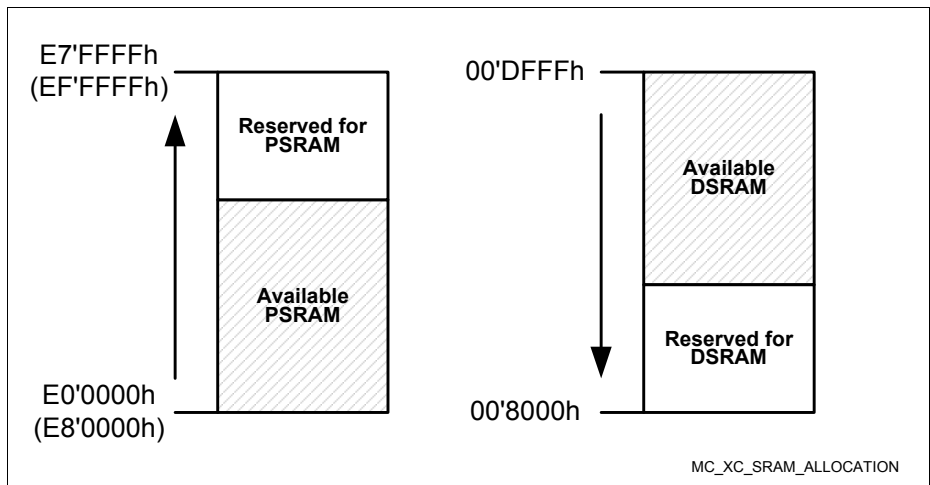 E7'FFFFh
(EF'FFFFh)
Reserved for
PSRAM
Available
PSRAM
E0'0000h
(E8'0000h)
00'DFFFh
Available
DSRAM
Reserved for
DSRAM
00'8000h
MC_XC_SRAM_ALLOCATION